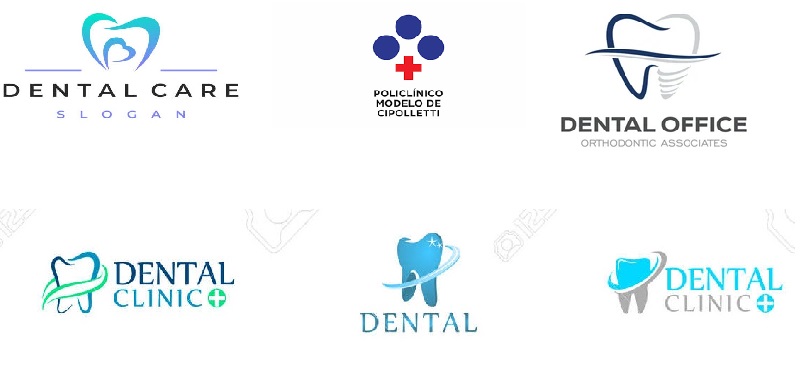 DENTAL CARE
SLOGAN
POLICLÍNICO
MODELO DE
CIPOLLETTI
DENTAL OFFICE
ORTHODONTIC ASSCCIATES
DENTAL
CLINIC
DENTAL
DENTAL
CLINIC